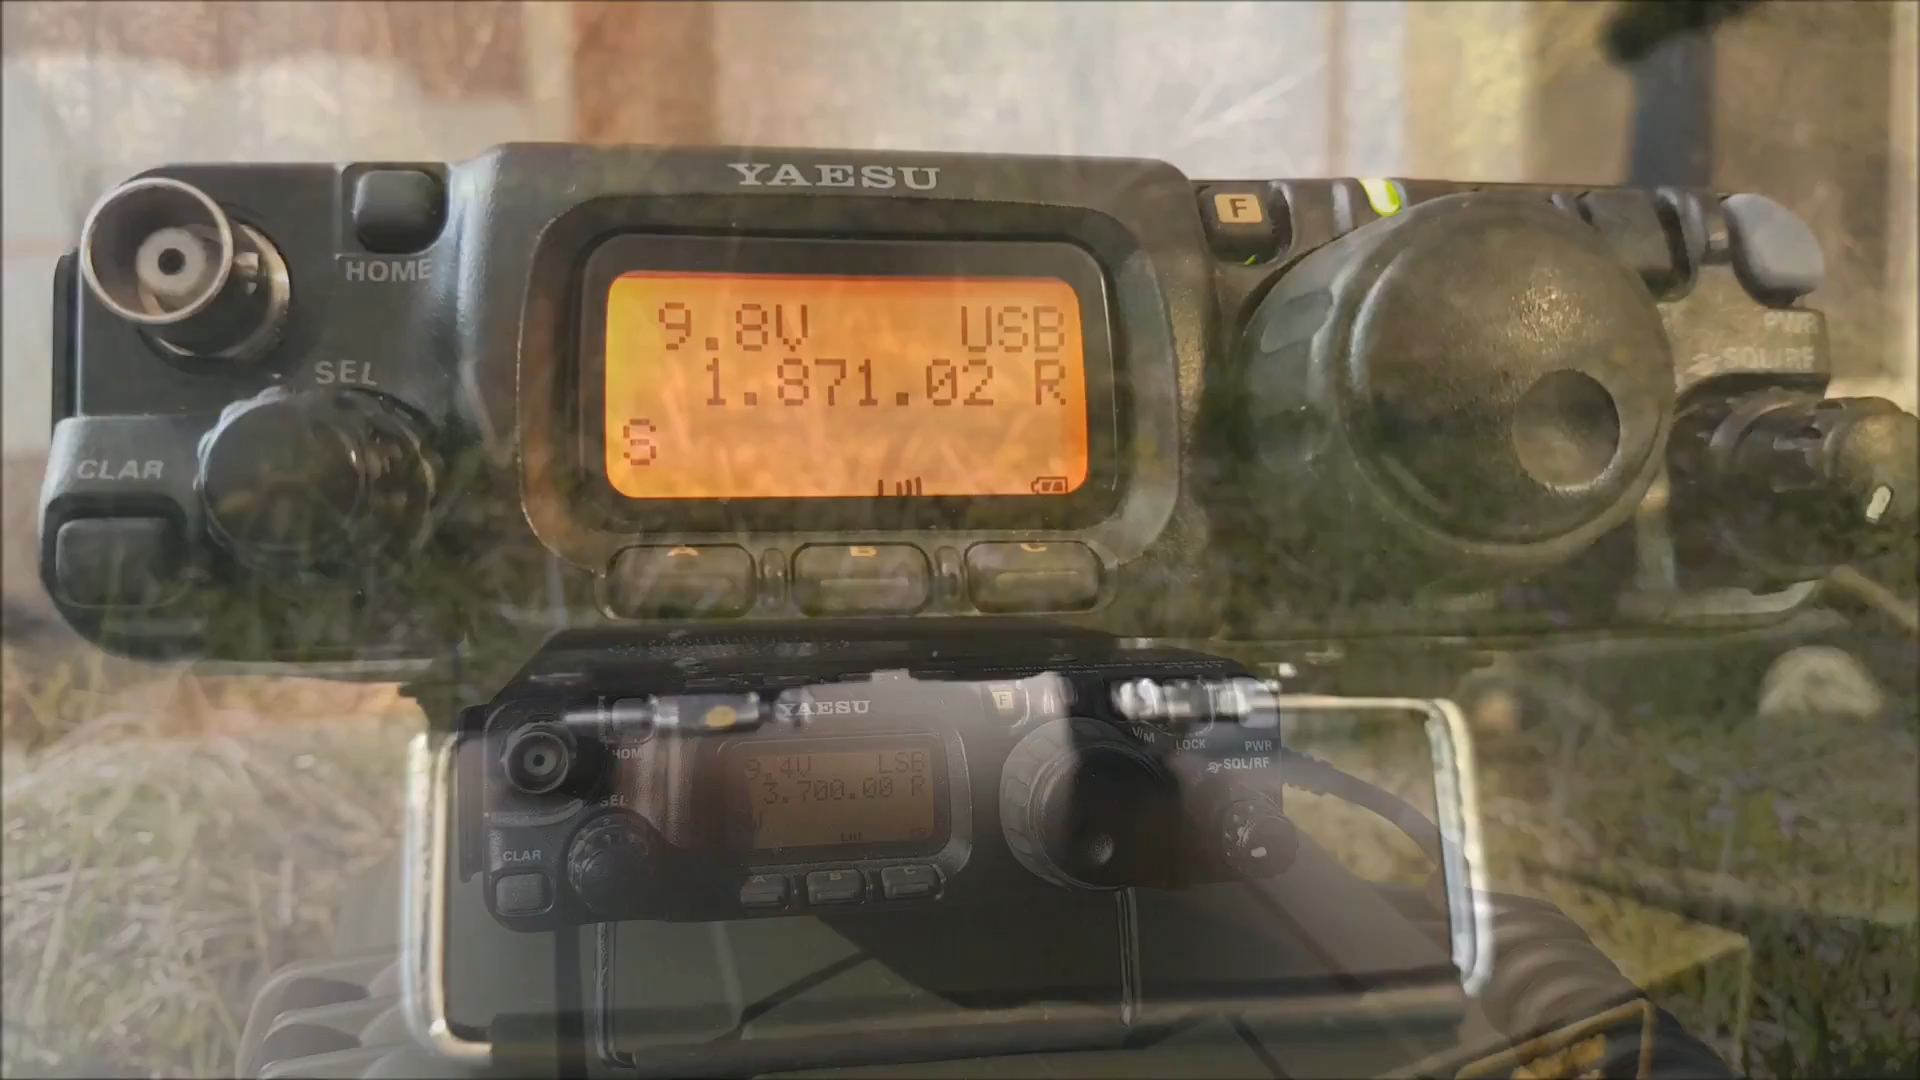 YAESU
F
HOME
9.8V USB
1.871.02 R
S
SEL
CLAR
PWR
SQL/RF
A B C
YAESU
F
HOM
9.4V LSB
3.700.00 R
V/M LOCK PWR
SQL/RF
SEL
CLAR
A B C